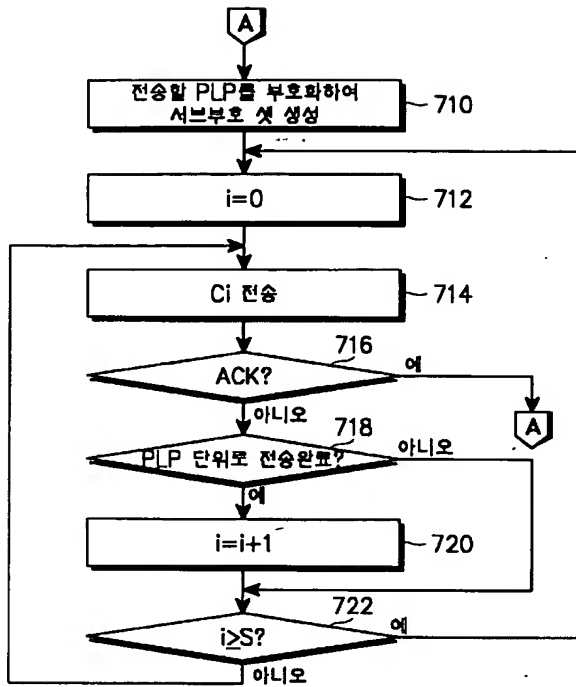 A
전송할 PLP를 부호화하여
서브부호 셋 생성
710
i=0
712
Ci 전송
714
716
ACK?
예
아니오
A
718
PLP 단위로 전송완료?
아니오
예
i=i+1
720
722
i≥S?
예
아니오